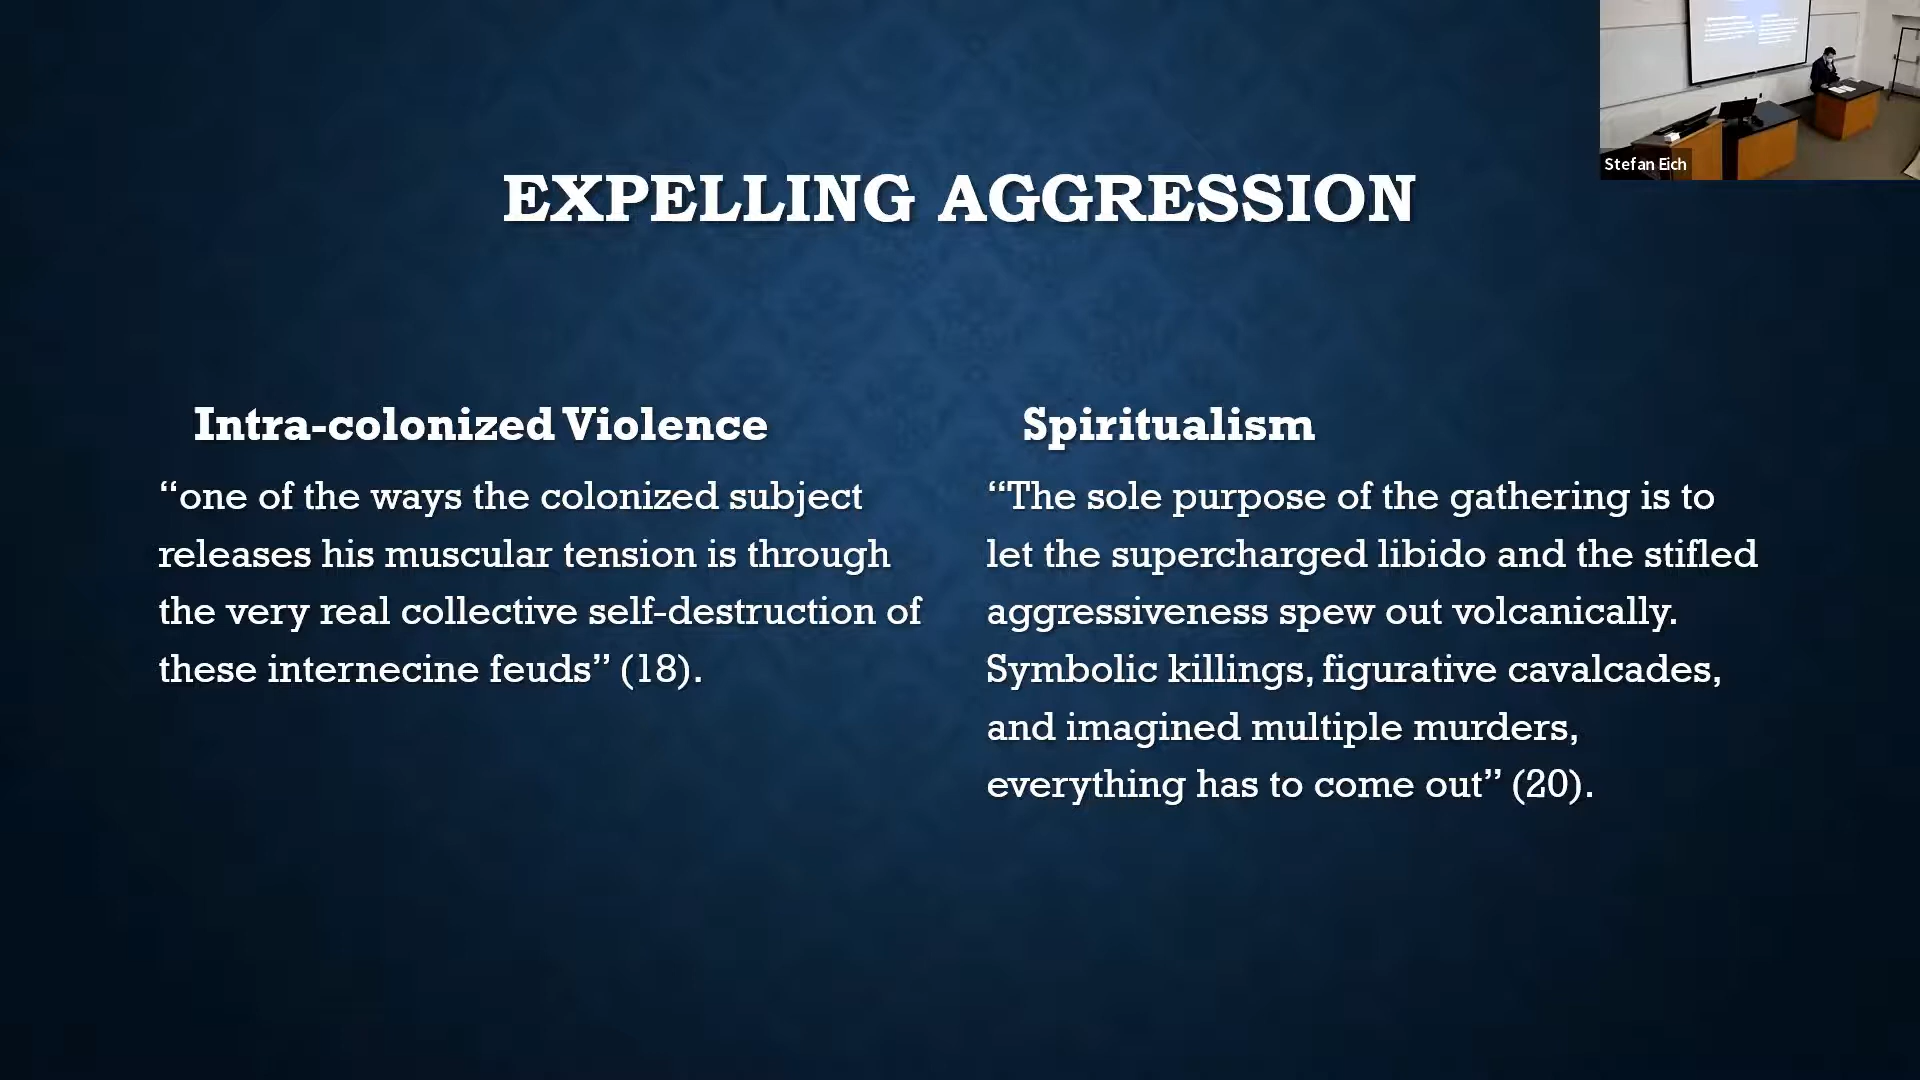 EXPELLING AGGRESSION
Intra-colonized Violence
“one of the ways the colonized subject
releases his muscular tension is through
the very real collective self-destruction of
these internecine feuds” (18).
Spiritualism
“The sole purpose of the gathering is to
let the supercharged libido and the stifled
aggressiveness spew out volcanically.
Symbolic killings, figurative cavalcades,
and imagined multiple murders,
everything has to come out” (20).
Stefan Eich